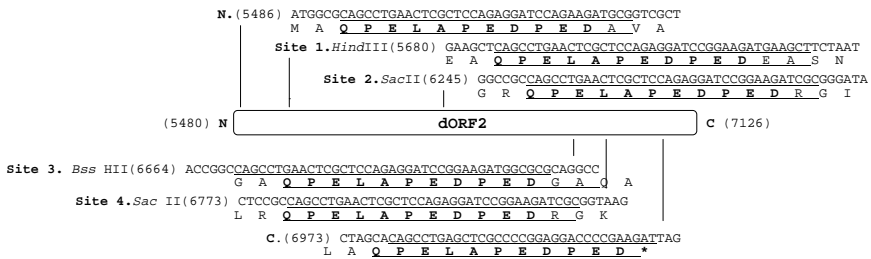 N.(5486) ATGGCGCAGCCTGAACTCGCTCCAGAGGATCCAGAAGATGCGGTCGCT
M A Q P E L A P E D P E D A V A
Site 1.HindIII(5680) GAAGCTCAGCCTGAACTCGCTCCAGAGGATCCGGAAGATGAAGCTTCTAAT
E A Q P E L A P E D P E D E A S N
Site 2.SacII(6245) GGCCGCCAGCCTGAACTCGCTCCAGAGGATCCGGAAGATCGCGGGATA
G R Q P E L A P E D P E D R G I
(5480) N dORF2 C (7126)
Site 3. Bss HII(6664) ACCGGCCAGCCTGAACTCGCTCCAGAGGATCCGGAAGATGGCGCGCAGGCC
G A Q P E L A P E D P E D G A Q A
Site 4.Sac II(6773) CTCCGCCAGCCTGAACTCGCTCCAGAGGATCCGGAAGATCGCGGTAAG
L R Q P E L A P E D P E D R G K
C.(6973) CTAGCACAGCCTGAGCTCGCCCCGGAGGACCCCGAAGATTAG
L A Q P E L A P E D P E D *